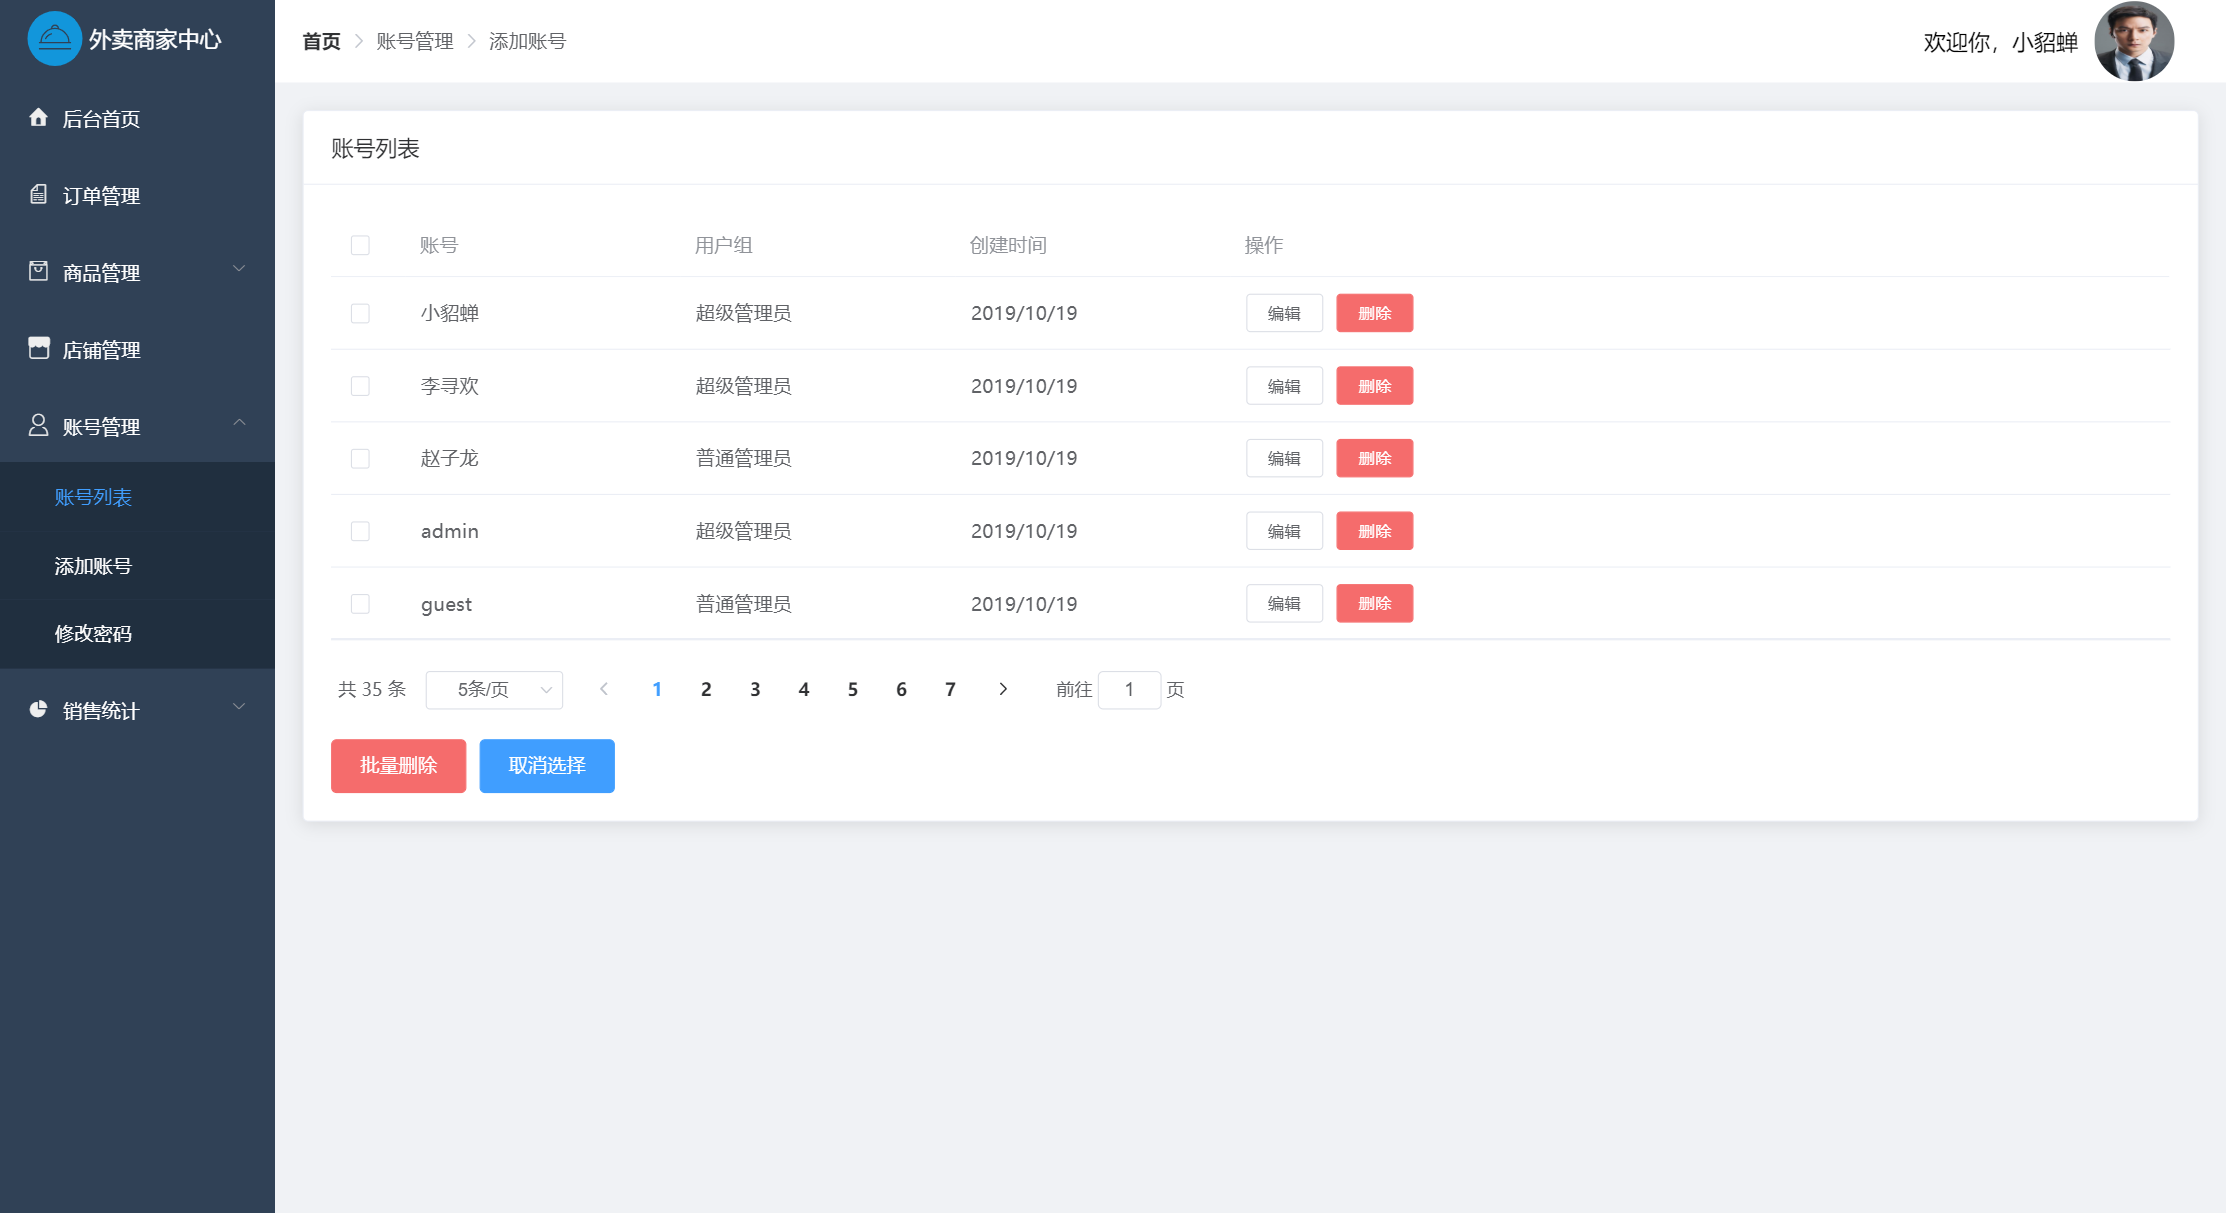 外卖商家中心
首页 账号管理 添加账号
欢迎你，小貂蝉
后台首页
订单管理
商品管理
店铺管理
账号管理
账号列表
添加账号
修改密码
销售统计
账号列表
账号 用户组 创建时间 操作
小貂蝉 超级管理员 2019/10/19 编辑 删除
李寻欢 超级管理员 2019/10/19 编辑 删除
赵子龙 普通管理员 2019/10/19 编辑 删除
admin 超级管理员 2019/10/19 编辑 删除
guest 普通管理员 2019/10/19 编辑 删除
共 35 条 5条/页 1 2 3 4 5 6 7 前往 1 页
批量删除 取消选择